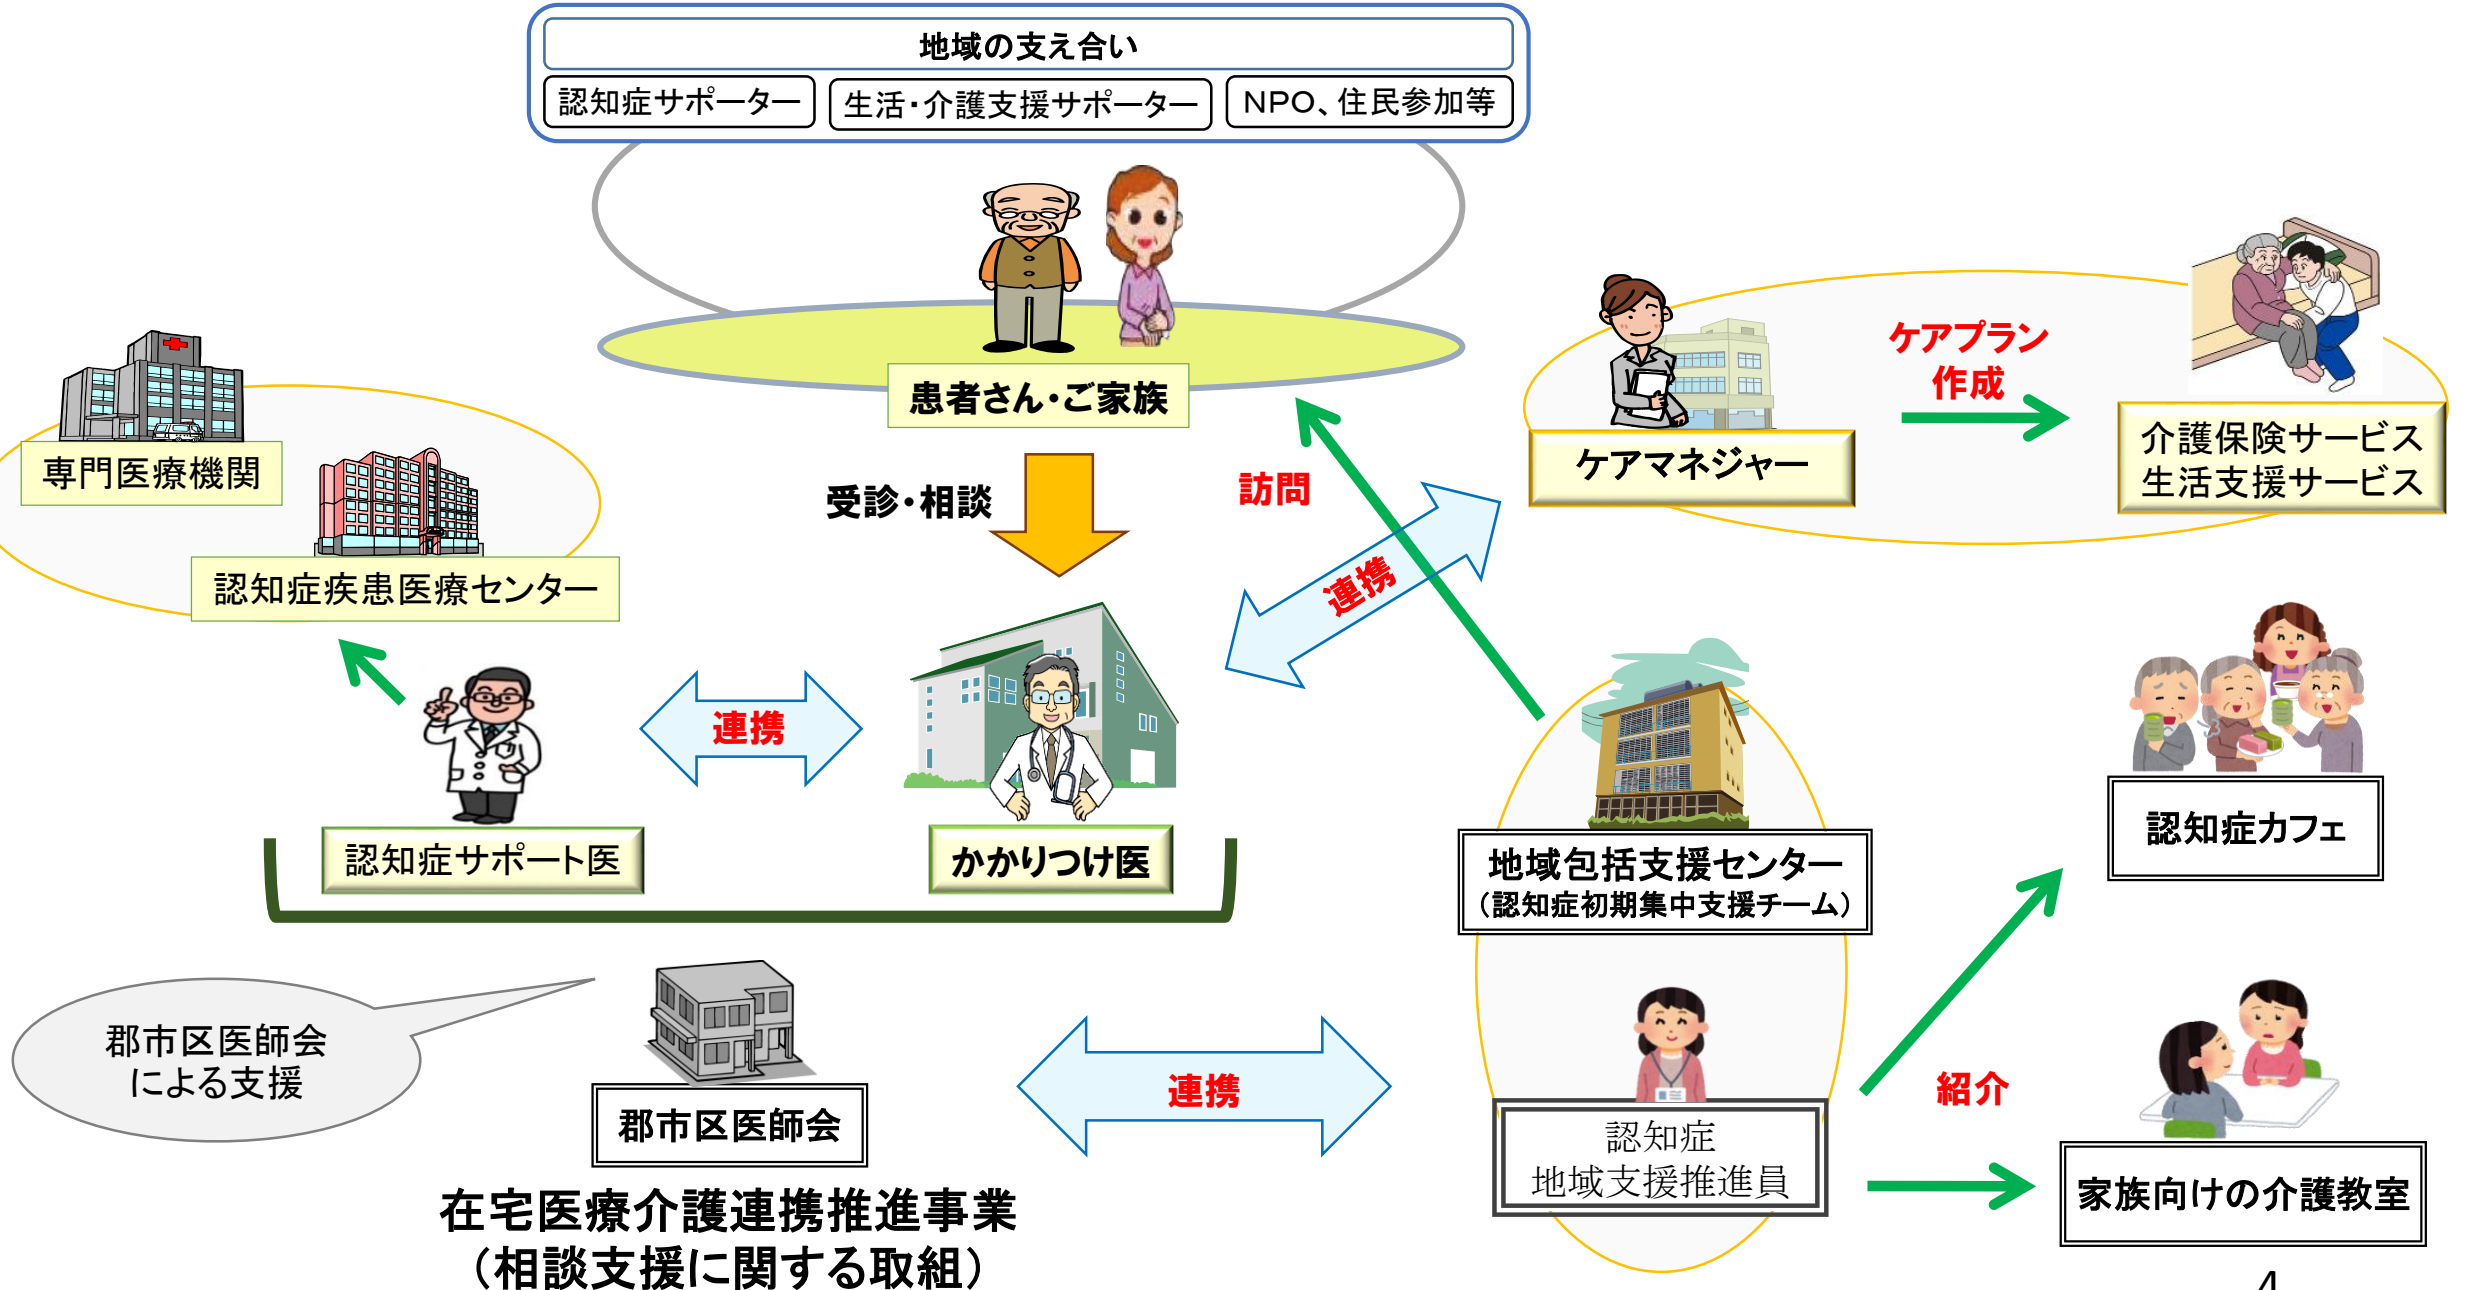 地域の支え合い
認知症サポーター
生活・介護支援サポーター
NPO、住民参加等
患者さん・ご家族
専門医療機関
認知症疾患医療センター
受診・相談
訪問
連携
ケアマネジャー
ケアプラン
作成
介護保険サービス
生活支援サービス
連携
認知症サポート医
かかりつけ医
地域包括支援センター
（認知症初期集中支援チーム）
認知症カフェ
郡市区医師会
による支援
郡市区医師会
連携
認知症
地域支援推進員
紹介
家族向けの介護教室
在宅医療介護連携推進事業
（相談支援に関する取組）
4